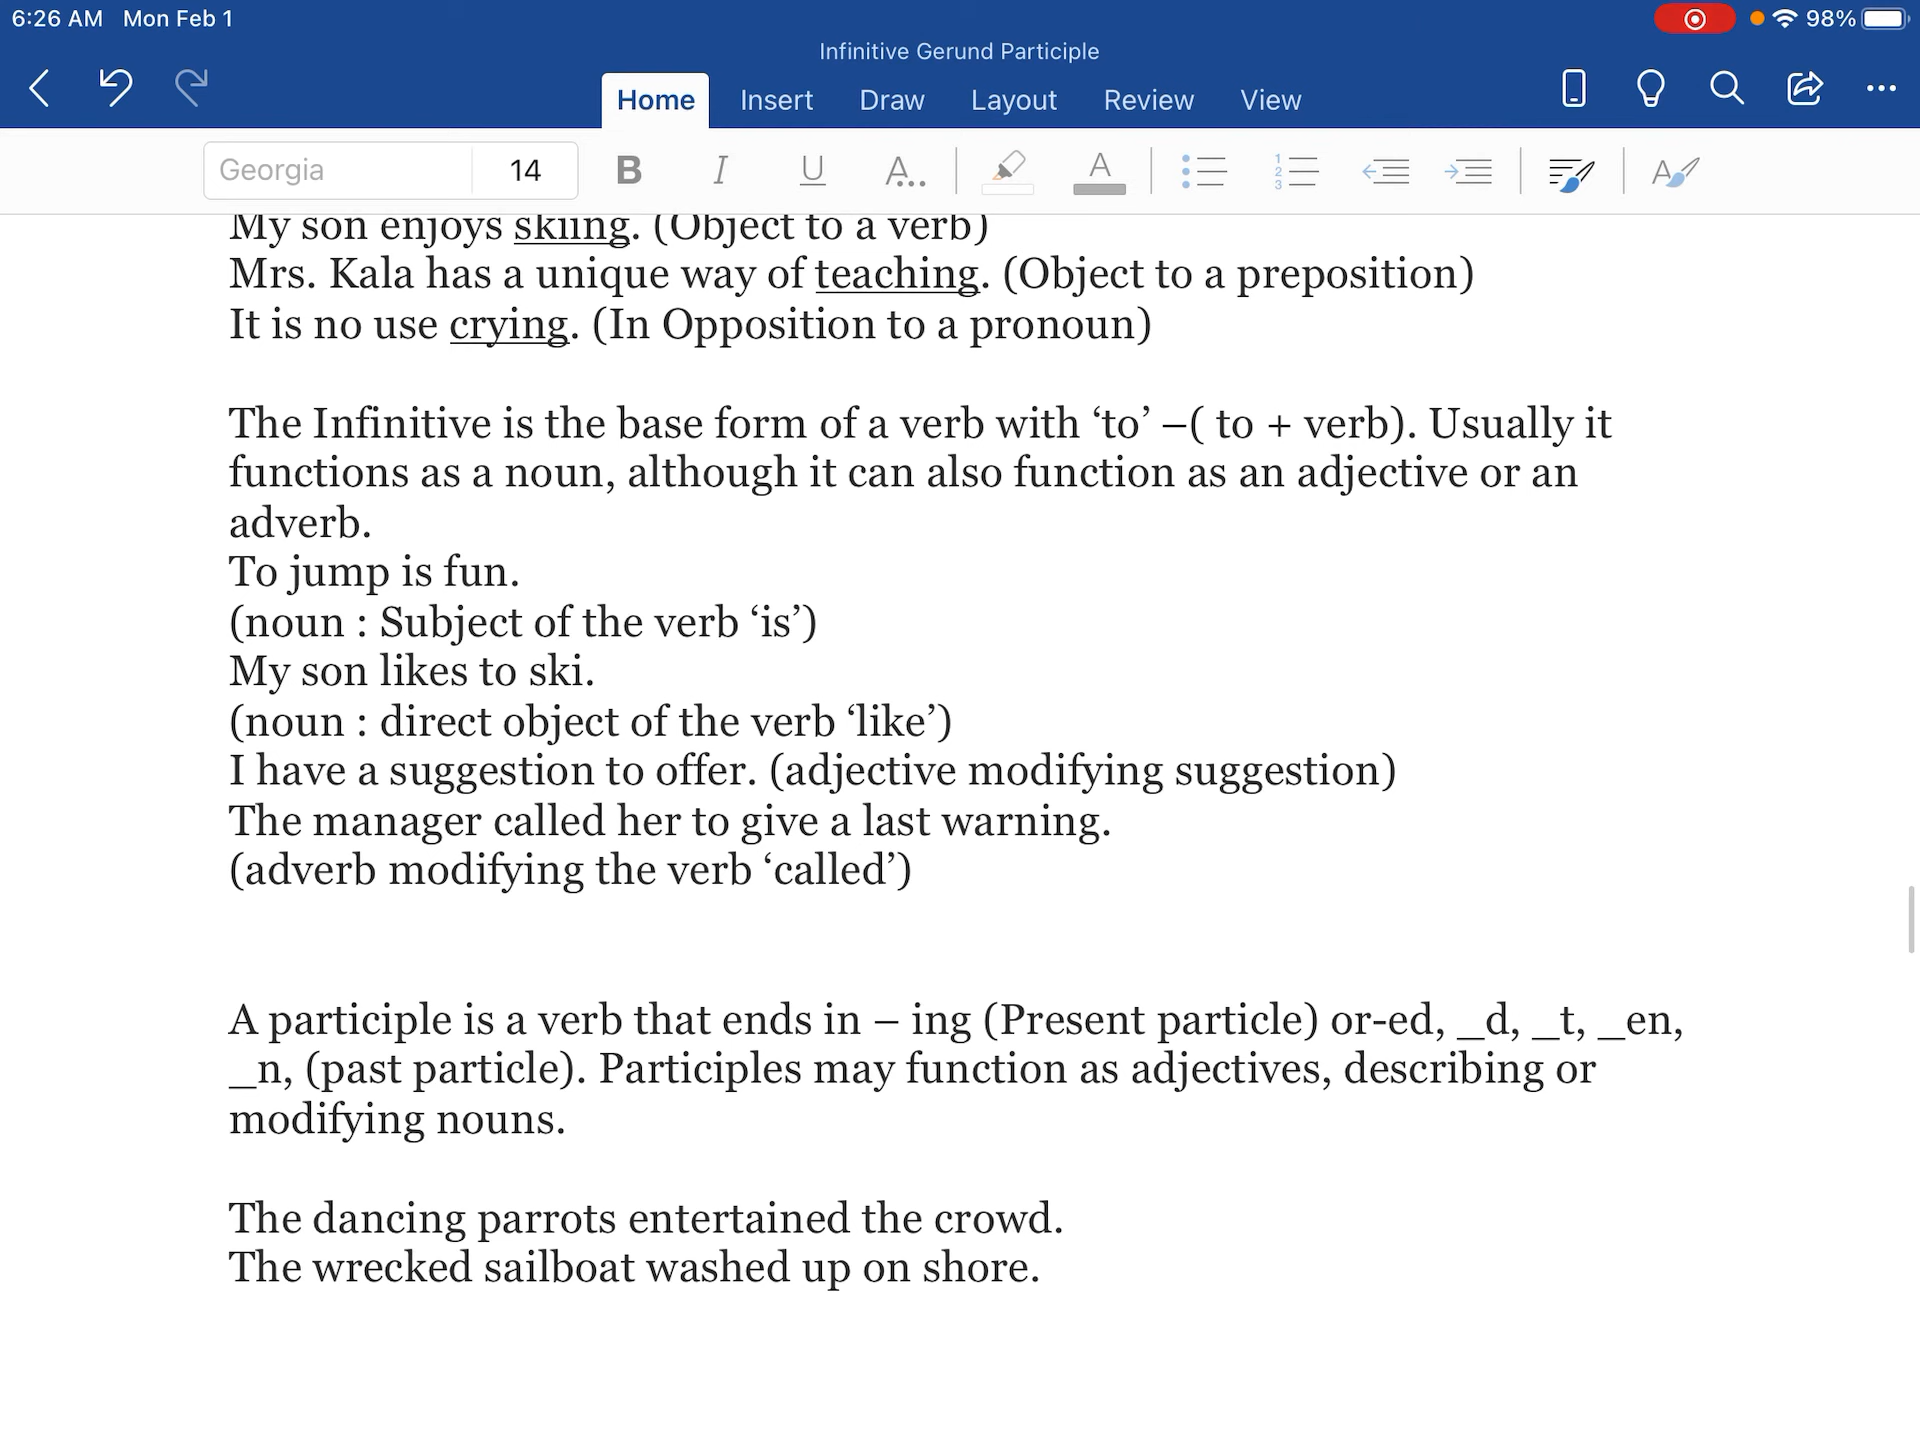 6:26 AM Mon Feb 1
98%
Infinitive Gerund Participle
Home Insert Draw Layout Review View
Georgia 14 B I U A... A
My son enjoys skiing. (Object to a verb)
Mrs. Kala has a unique way of teaching. (Object to a preposition)
It is no use crying. (In Opposition to a pronoun)
The Infinitive is the base form of a verb with ‘to’ –( to + verb). Usually it
functions as a noun, although it can also function as an adjective or an
adverb.
To jump is fun.
(noun : Subject of the verb ‘is’)
My son likes to ski.
(noun : direct object of the verb ‘like’)
I have a suggestion to offer. (adjective modifying suggestion)
The manager called her to give a last warning.
(adverb modifying the verb ‘called’)
A participle is a verb that ends in – ing (Present particle) or-ed, _d, _t, _en,
_n, (past particle). Participles may function as adjectives, describing or
modifying nouns.
The dancing parrots entertained the crowd.
The wrecked sailboat washed up on shore.